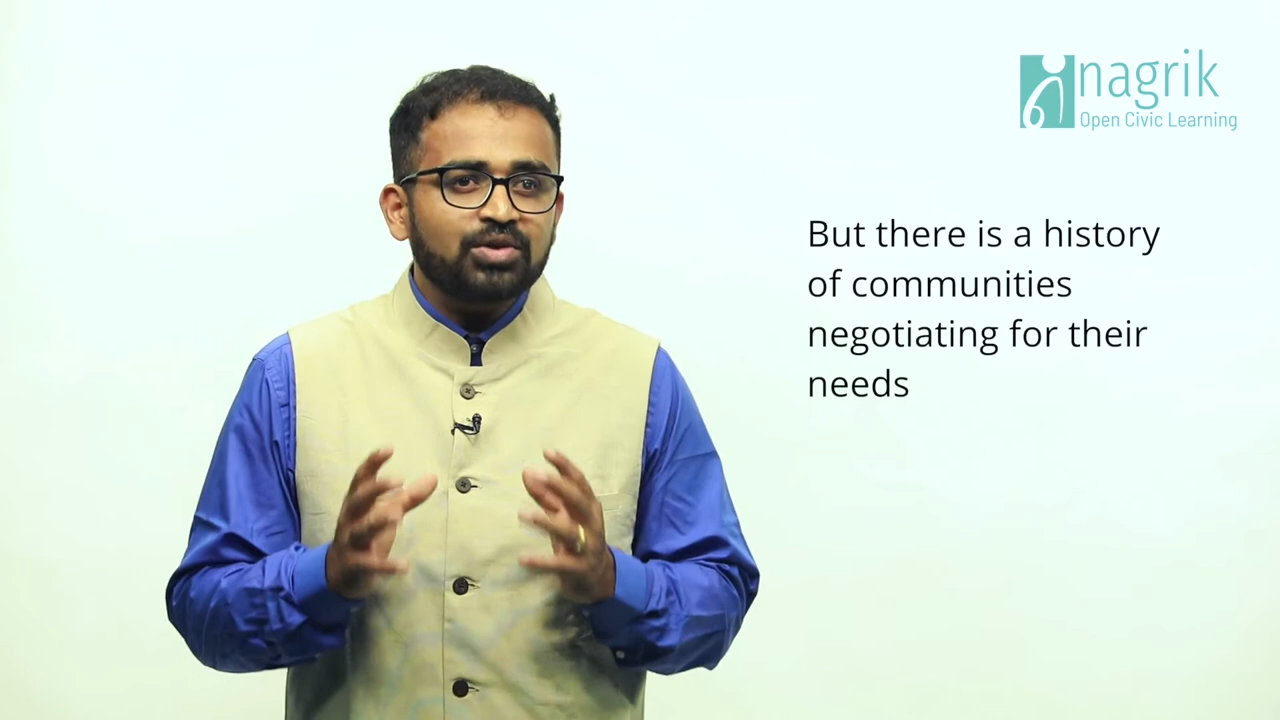 nagrik
Open Civic Learning
But there is a history
of communities
negotiating for their
needs